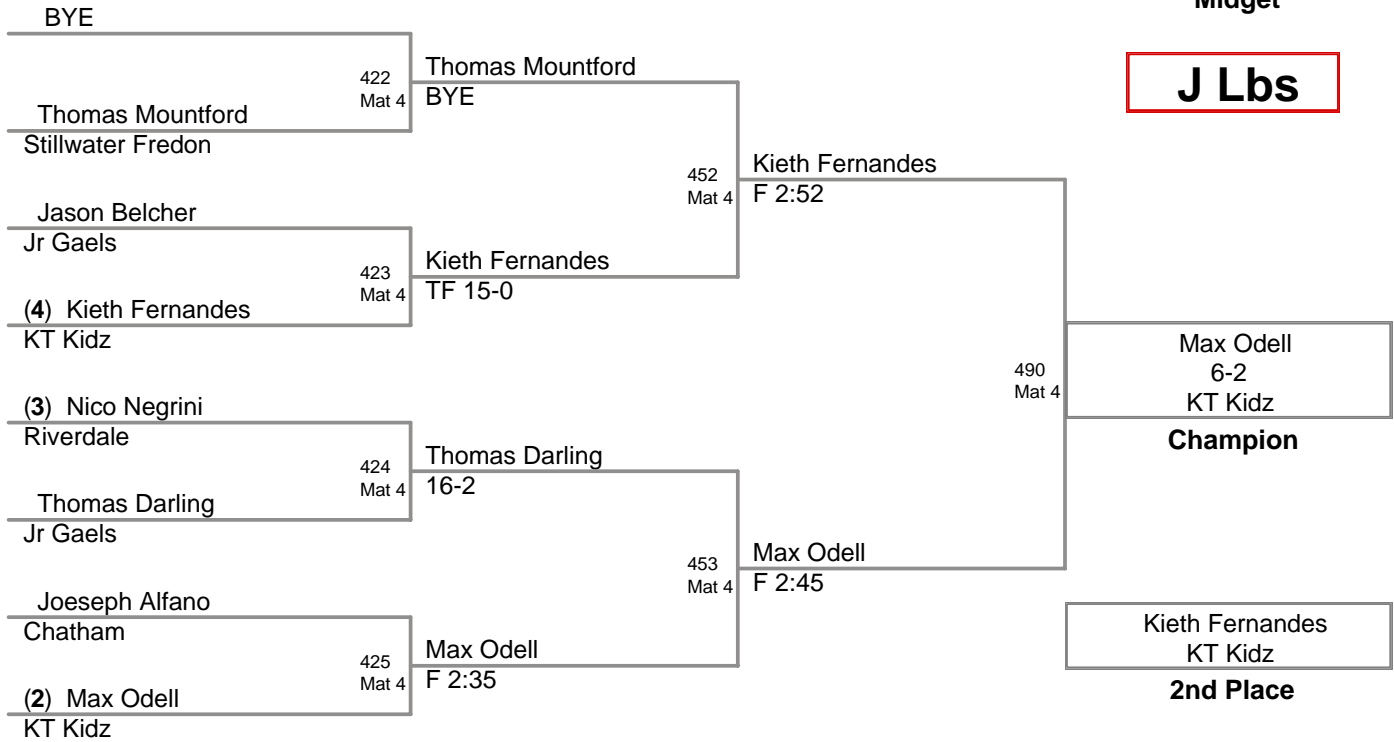 Midget
J Lbs
BYE
422
Mat 4
Thomas Mountford
BYE
Thomas Mountford
Stillwater Fredon
452
Mat 4
Kieth Fernandes
F 2:52
Jason Belcher
Jr Gaels
423
Mat 4
Kieth Fernandes
TF 15-0
(4) Kieth Fernandes
KT Kidz
490
Mat 4
Max Odell
6-2
KT Kidz
Champion
(3) Nico Negrini
Riverdale
424
Mat 4
Thomas Darling
16-2
Thomas Darling
Jr Gaels
453
Mat 4
Max Odell
F 2:45
Joeseph Alfano
Chatham
425
Mat 4
Max Odell
F 2:35
(2) Max Odell
KT Kidz
Kieth Fernandes
KT Kidz
2nd Place